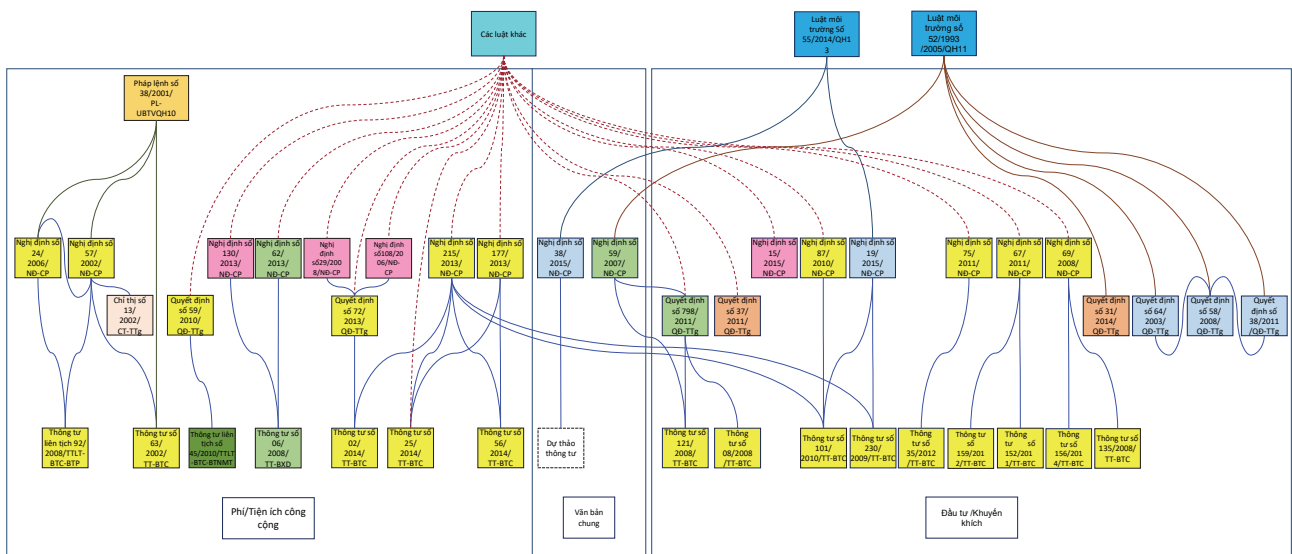 Các luật khác
Luật môi
trường Số
55/2014/QH1
3
Luật môi
trường số
52/1993
/2005/QH11
Pháp lệnh số
38/2001/
PL-
UBTVQH10
Nghị định số
24/
2006/
NĐ-CP
Nghị định số
57/
2002/
NĐ-CP
Nghị định số
130/
2013/
NĐ-CP
Nghị định số
62/
2013/
NĐ-CP
Nghị
định
số29/200
8/NĐ-CP
Nghị định
số108/20
06/NĐ-
CP
Nghị định số
215/
2013/
NĐ-CP
Nghị định số
177/
2013/
NĐ-CP
Nghị định số
38/
2015/
NĐ-CP
Nghị định số
59/
2007/
NĐ-CP
Nghị định số
15/
2015/
NĐ-CP
Nghị định số
87/
2010/
NĐ-CP
Nghị định số
19/
2015/
NĐ-CP
Nghị định số
75/
2011/
NĐ-CP
Nghị định số
67/
2011/
NĐ-CP
Nghị định số
69/
2008/
NĐ-CP
Chỉ thị số
13/
2002/
CT-TTg
Quyết định
số 59/
2010/
QĐ-TTg
Quyết định
số 72/
2013/
QĐ-TTg
Quyết định
số 798/
2011/
QĐ-TTg
Quyết định
số 37/
2011/
QĐ-TTg
Quyết định
số 31/
2014/
QĐ-TTg
Quyết định
số 64/
2003/
QĐ-TTg
Quyết định
số 58/
2008/
QĐ-TTg
Quyết
định số
38/2011
/QĐ-TTg
Thông tư
liên tịch 92/
2008/TTLT-
BTC-BTP
Thông tư số
63/
2002/
TT-BTC
Thông tư liên
tịch số
45/2010/TTLT
-BTC-BTNMT
Thông tư số
06/
2008/
TT-BXD
Thông tư số
02/
2014/
TT-BTC
Thông tư số
25/
2014/
TT-BTC
Thông tư số
56/
2014/
TT-BTC
Dự thảo
thông tư
Thông tư số
121/
2008/
TT-BTC
Thông tư
số
08/2008
/TT-BTC
Thông tư số
101/
2010/TT-BTC
Thông tư số
230/
2009/TT-BTC
Thông tư số
35/2012
/TT-BTC
Thông tư
số
159/201
2/TT-BTC
Thông
tư số
152/201
1/TT-BTC
Thông tư
số
156/201
4/TT-BTC
Thông tư số
135/2008/
TT-BTC
Phí/Tiện ích công
cộng
Văn bản
chung
Đầu tư /Khuyến
khích